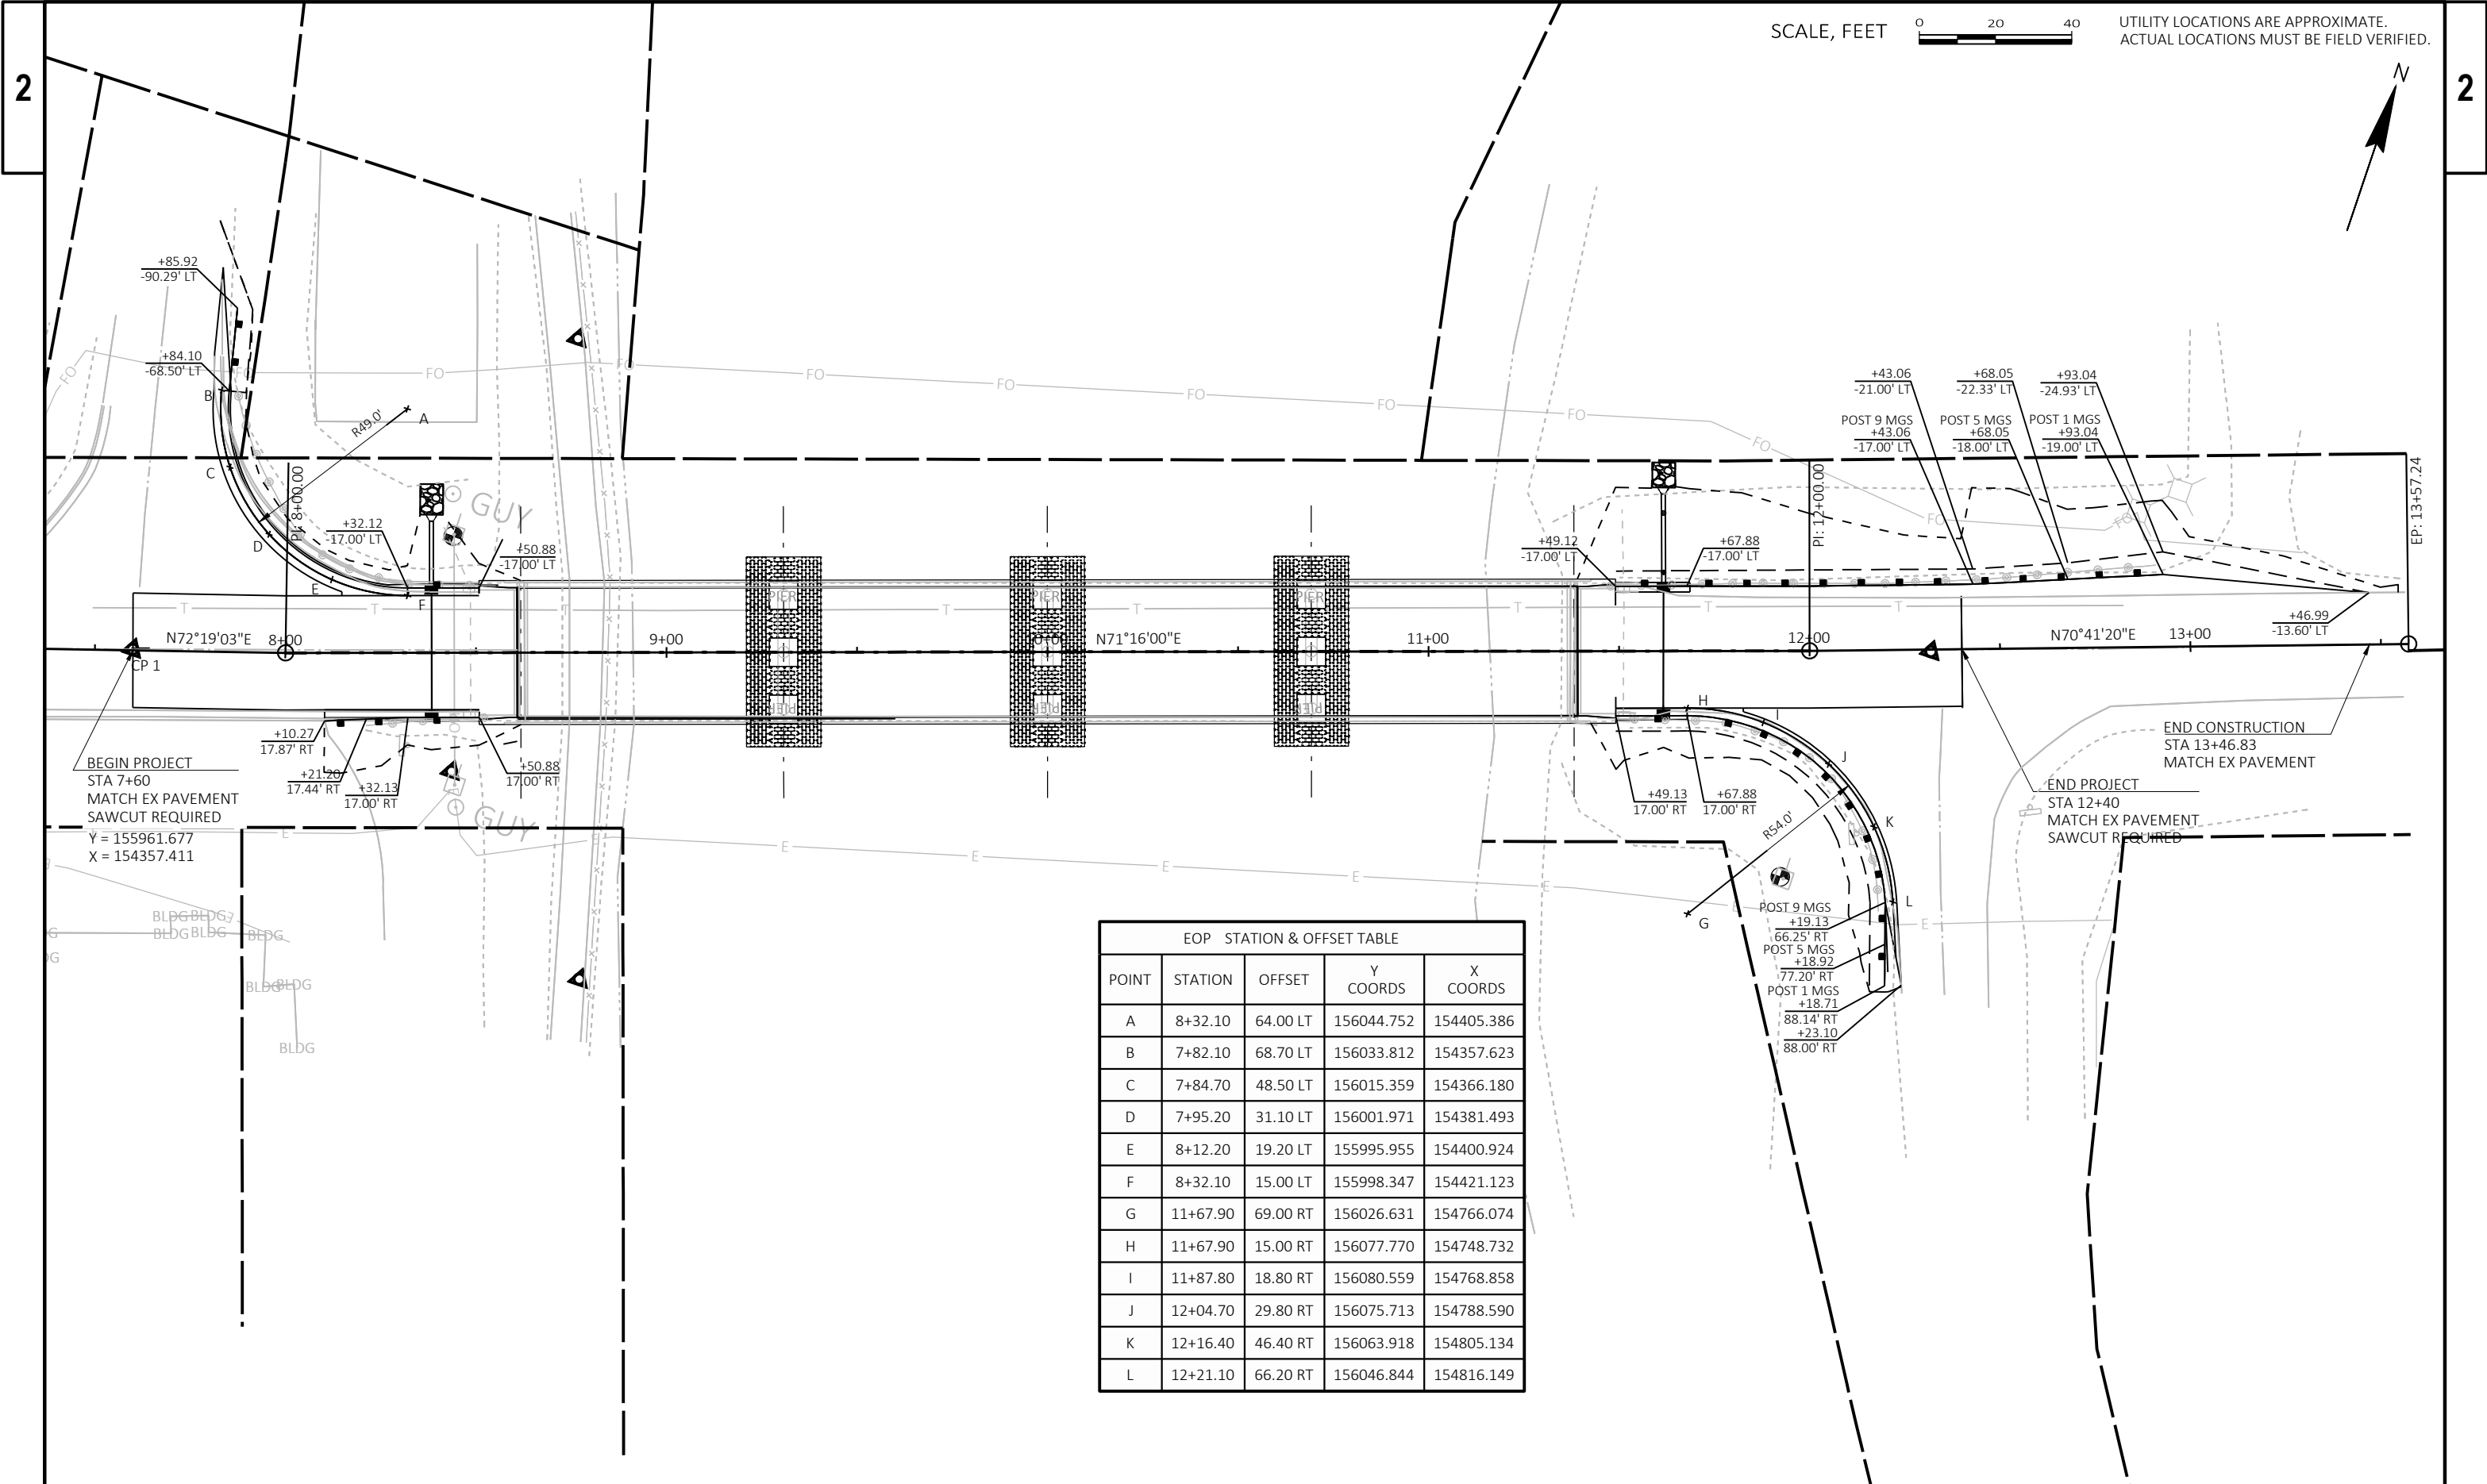 2
SCALE, FEET
0 20 40
UTILITY LOCATIONS ARE APPROXIMATE.
ACTUAL LOCATIONS MUST BE FIELD VERIFIED.
2
N
+85.92
-90.29' LT
+84.10
-68.50' LT
B
R49.0'
A
C
D
E
F
PI: 8+00.00
+32.12
-17.00' LT
GUY
+50.88
-17.00' LT
FO
FO
FO
FO
FO
FO
FO
FO
FO
FO
FO
FO
+43.06
-21.00' LT
+68.05
-22.33' LT
+93.04
-24.93' LT
POST 9 MGS
+43.06
-17.00' LT
POST 5 MGS
+68.05
-18.00' LT
POST 1 MGS
+93.04
-19.00' LT
+49.12
-17.00' LT
+67.88
-17.00' LT
PI: 12+00.00
EP: 13+57.24
+46.99
-13.60' LT
PIER
PIER
PIER
T
T
T
T
T
T
T
T
N72°19'03"E
8+00
9+00
N71°16'00"E
11+00
12+00
N70°41'20"E
13+00
CP 1
PIER
PIER
PIER
H
I
J
K
L
R54.0'
G
+10.27
17.87' RT
+21.20
17.44' RT
+32.13
17.00' RT
+50.88
17.00' RT
GUY
BEGIN PROJECT
STA 7+60
MATCH EX PAVEMENT
SAWCUT REQUIRED
Y = 155961.677
X = 154357.411
+49.13
17.00' RT
+67.88
17.00' RT
END CONSTRUCTION
STA 13+46.83
MATCH EX PAVEMENT
END PROJECT
STA 12+40
MATCH EX PAVEMENT
SAWCUT REQUIRED
E
E
E
E
E
E
E
E
E
BLDG
BLDG
BLDG
BLDG
BLDG
BLDG
BLDG
BLDG
POST 9 MGS
+19.13
66.25' RT
POST 5 MGS
+18.92
77.20' RT
POST 1 MGS
+18.71
88.14' RT
+23.10
88.00' RT
EOP STATION & OFFSET TABLE
POINT STATION OFFSET Y COORDS X COORDS
A 8+32.10 64.00 LT 156044.752 154405.386
B 7+82.10 68.70 LT 156033.812 154357.623
C 7+84.70 48.50 LT 156015.359 154366.180
D 7+95.20 31.10 LT 156001.971 154381.493
E 8+12.20 19.20 LT 155995.955 154400.924
F 8+32.10 15.00 LT 155998.347 154421.123
G 11+67.90 69.00 RT 156026.631 154766.074
H 11+67.90 15.00 RT 156077.770 154748.732
I 11+87.80 18.80 RT 156080.559 154768.858
J 12+04.70 29.80 RT 156075.713 154788.590
K 12+16.40 46.40 RT 156063.918 154805.134
L 12+21.10 66.20 RT 156046.844 154816.149